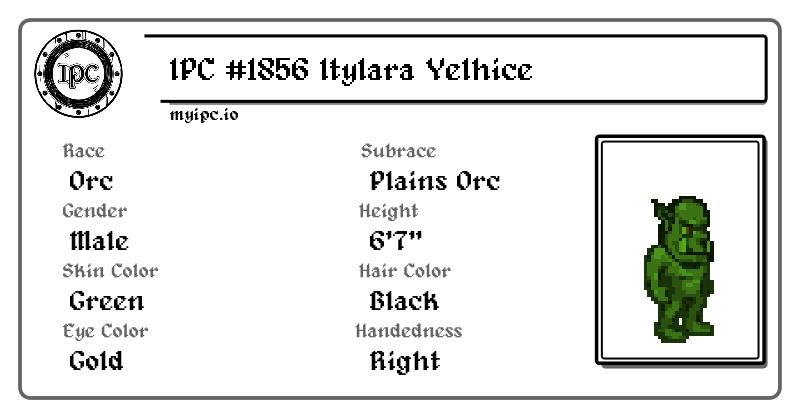 IPC
IPC #1856 Itylara Yelhice
myipc.io
Race
Subrace
Orc
Plains Orc
Gender
Height
Male
6'7"
Skin Color
Hair Color
Green
Black
Eye Color
Handedness
Gold
Right